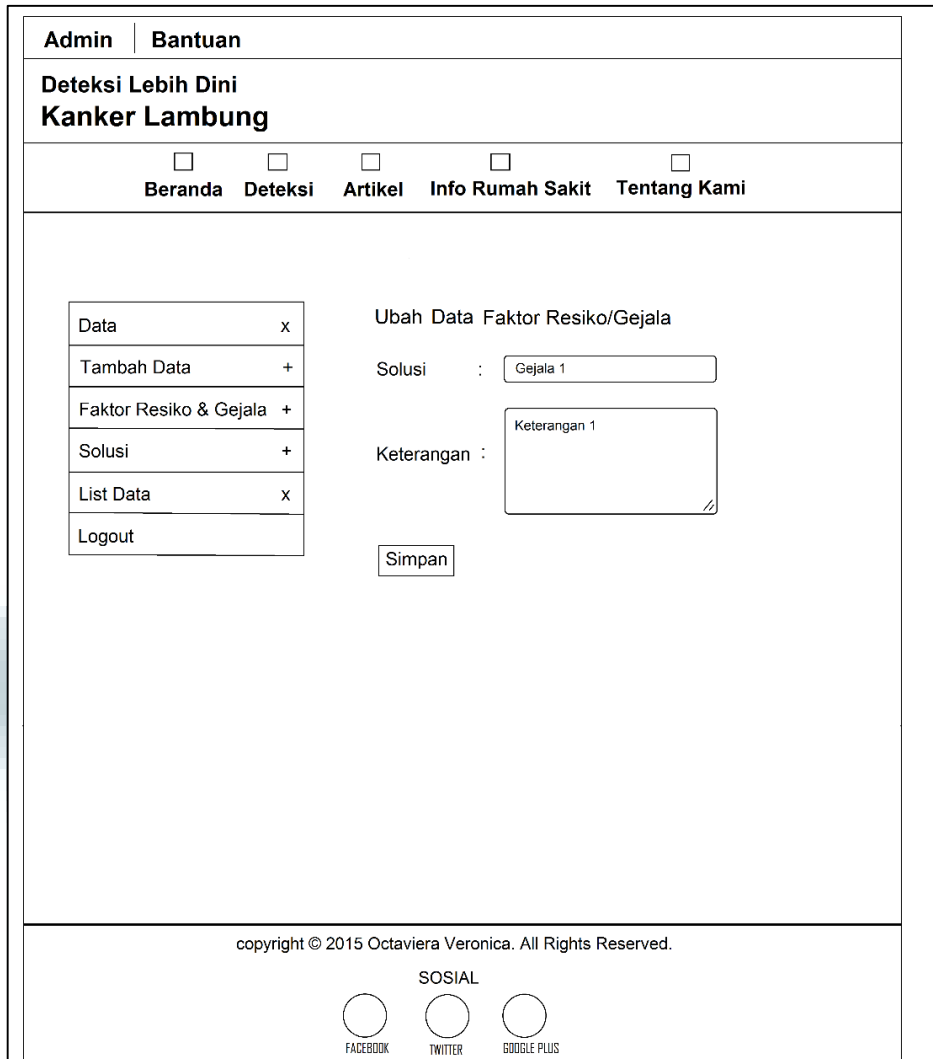 Admin Bantuan
Deteksi Lebih Dini
Kanker Lambung
Beranda Deteksi Artikel Info Rumah Sakit Tentang Kami
Data x
Tambah Data +
Faktor Resiko & Gejala +
Solusi +
List Data x
Logout
Ubah Data Faktor Resiko/Gejala
Solusi : Gejala 1
Keterangan : Keterangan 1
Simpan
copyright © 2015 Octaviera Veronica. All Rights Reserved.
SOSIAL
FACEBOOK TWITTER GOOGLE PLUS